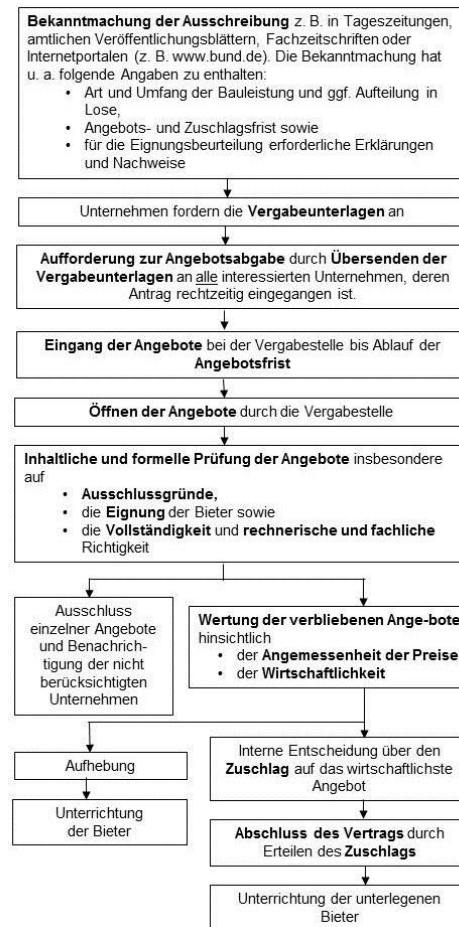 Bekanntmachung der Ausschreibung z. B. in Tageszeitungen,
amtlichen Veröffentlichungsblättern, Fachzeitschriften oder
Internetportalen (z. B. www.bund.de). Die Bekanntmachung hat
u. a. folgende Angaben zu enthalten:
• Art und Umfang der Bauleistung und ggf. Aufteilung in
Lose,
• Angebots- und Zuschlagsfrist sowie
• für die Eignungsbeurteilung erforderliche Erklärungen
und Nachweise
Unternehmen fordern die Vergabeunterlagen an
Aufforderung zur Angebotsabgabe durch Übersenden der
Vergabeunterlagen an alle interessierten Unternehmen, deren
Antrag rechtzeitig eingegangen ist.
Eingang der Angebote bei der Vergabestelle bis Ablauf der
Angebotsfrist
Öffnen der Angebote durch die Vergabestelle
Inhaltliche und formelle Prüfung der Angebote insbesondere
auf
• Ausschlussgründe,
• die Eignung der Bieter sowie
• die Vollständigkeit und rechnerische und fachliche
Richtigkeit
Ausschluss
einzelner Angebote
und Benachrich-
tigung der nicht
berücksichtigten
Unternehmen
Wertung der verbliebenen Ange-bote
hinsichtlich
• der Angemessenheit der Preise
• der Wirtschaftlichkeit
Aufhebung
Unterrichtung
der Bieter
Interne Entscheidung über den
Zuschlag auf das wirtschaftlichste
Angebot
Abschluss des Vertrags durch
Erteilen des Zuschlags
Unterrichtung der unterlegenen
Bieter